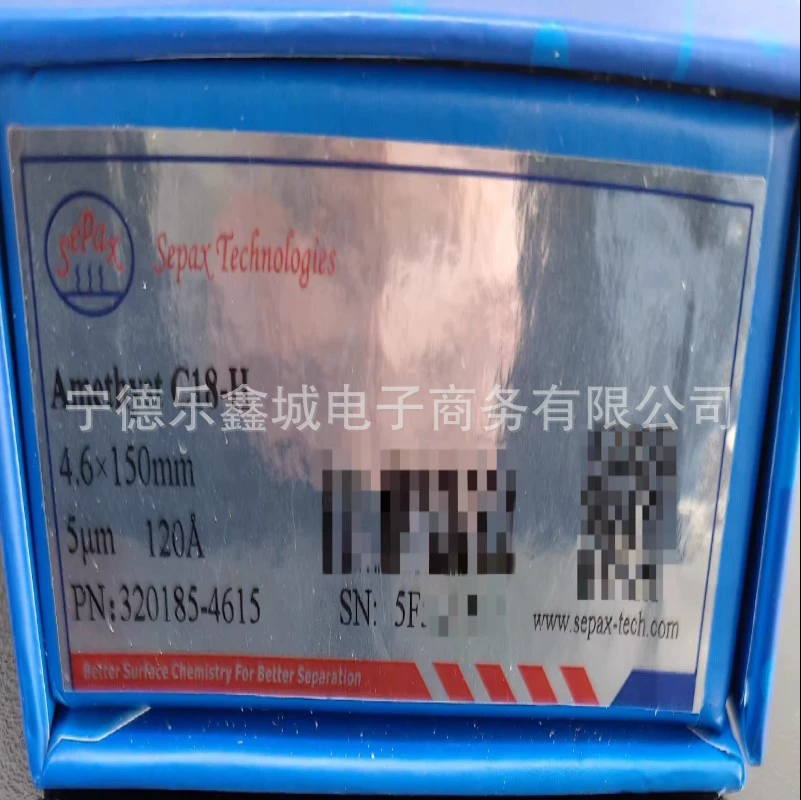 Sepax
Sepax Technologies
Amethyst C18-H
宁德乐鑫城电子商务有限公司
4.6×150mm
5μm 120Å
PN:320185-4615
SN: 5F
www.sepax-tech.com
Better Surface Chemistry For Better Separation